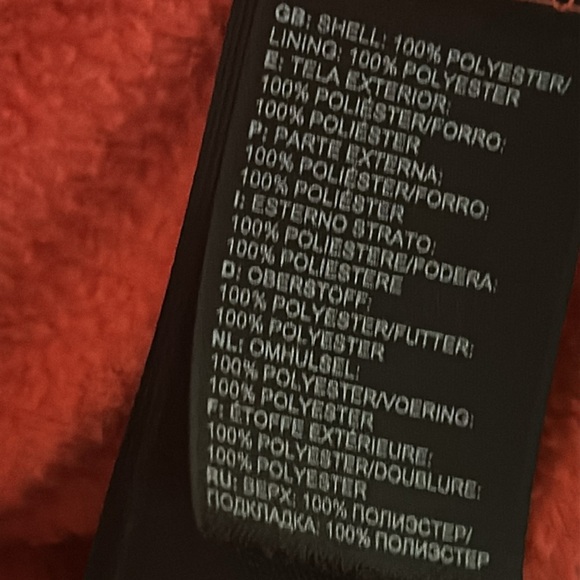 GB: SHELL: 100% POLYESTER/
LINING: 100% POLYESTER
E: TELA EXTERIOR:
100% POLIÉSTER/FORRO:
100% POLIÉSTER
P: PARTE EXTERNA:
100% POLIÉSTER/FORRO:
100% POLIÉSTER
I: ESTERNO STRATO:
100% POLIESTERE/FODERA:
100% POLIESTERE
D: OBERSTOFF:
100% POLYESTER/FUTTER:
100% POLYESTER
NL: OMHULSEL:
100% POLYESTER/VOERING:
100% POLYESTER
F: ÉTOFFE EXTÉRIEURE:
100% POLYESTER/DOUBLURE:
100% POLYESTER
RU: ВЕРХ: 100% ПОЛИЭСТЕР/
ПОДКЛАДКА: 100% ПОЛИЭСТЕР